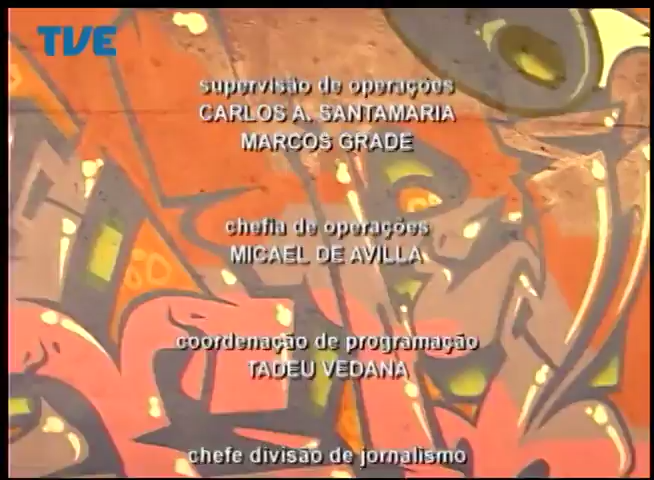 TVE
supervisão de operações
CARLOS A. SANTAMARIA
MARCOS GRADE
chefia de operações
MICAEL DE AVILLA
coordenação de programação
TADEU VEDANA
chefe divisão de jornalismo